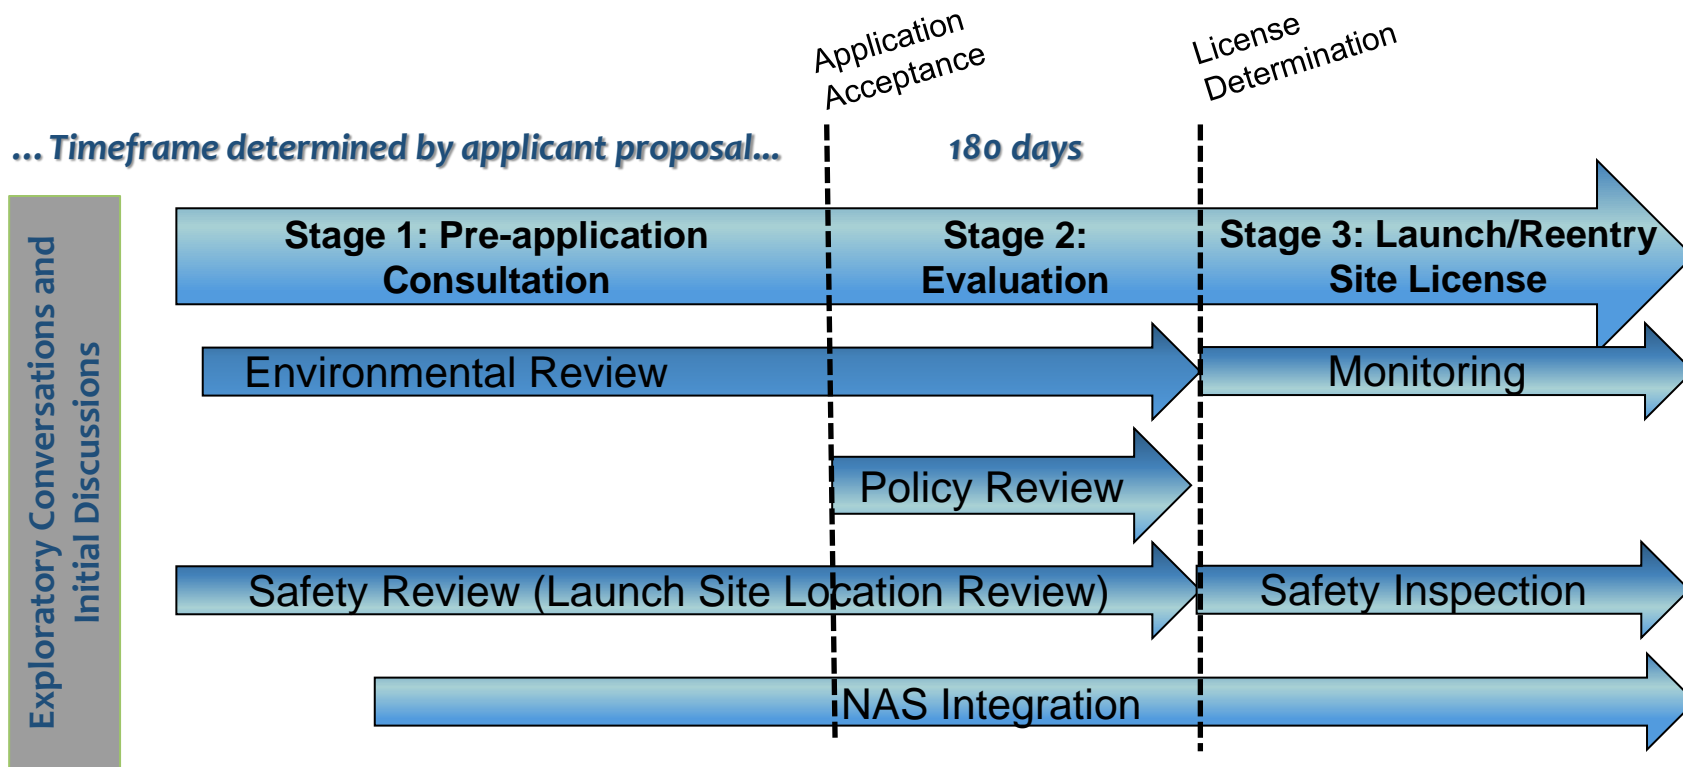 Application
Acceptance
License
Determination
...Timeframe determined by applicant proposal...
180 days
Exploratory Conversations and
Initial Discussions
Stage 1: Pre-application
Consultation
Stage 2:
Evaluation
Stage 3: Launch/Reentry
Site License
Environmental Review
Monitoring
Policy Review
Safety Review (Launch Site Location Review)
Safety Inspection
NAS Integration